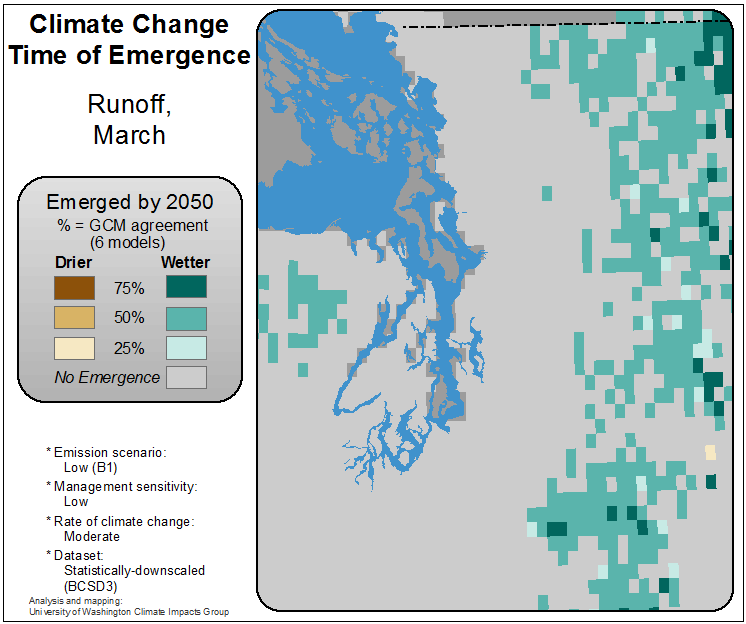 Climate Change
Time of Emergence
Runoff,
March
Emerged by 2050
% = GCM agreement
(6 models)
Drier Wetter
75%
50%
25%
No Emergence
* Emission scenario:
Low (B1)
* Management sensitivity:
Low
* Rate of climate change:
Moderate
* Dataset:
Statistically-downscaled
(BCSD3)
Analysis and mapping:
University of Washington Climate Impacts Group